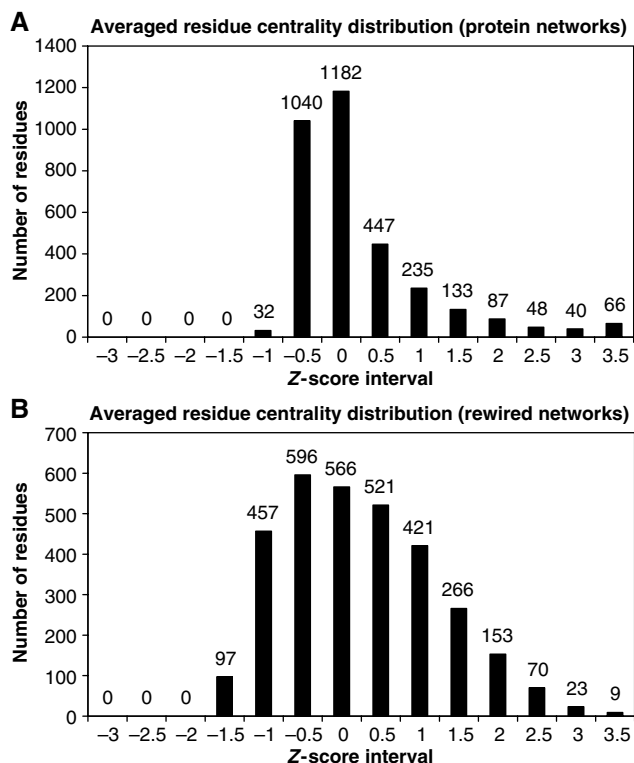 A Averaged residue centrality distribution (protein networks)
Number of residues
1400
1200
1000
800
600
400
200
0
0 0 0 0 32 1040 1182 447 235 133 87 48 40 66
−3 −2.5 −2 −1.5 −1 −0.5 0 0.5 1 1.5 2 2.5 3 3.5
Z-score interval
B Averaged residue centrality distribution (rewired networks)
Number of residues
700
600
500
400
300
200
100
0
0 0 0 97 457 596 566 521 421 266 153 70 23 9
−3 −2.5 −2 −1.5 −1 −0.5 0 0.5 1 1.5 2 2.5 3 3.5
Z-score interval